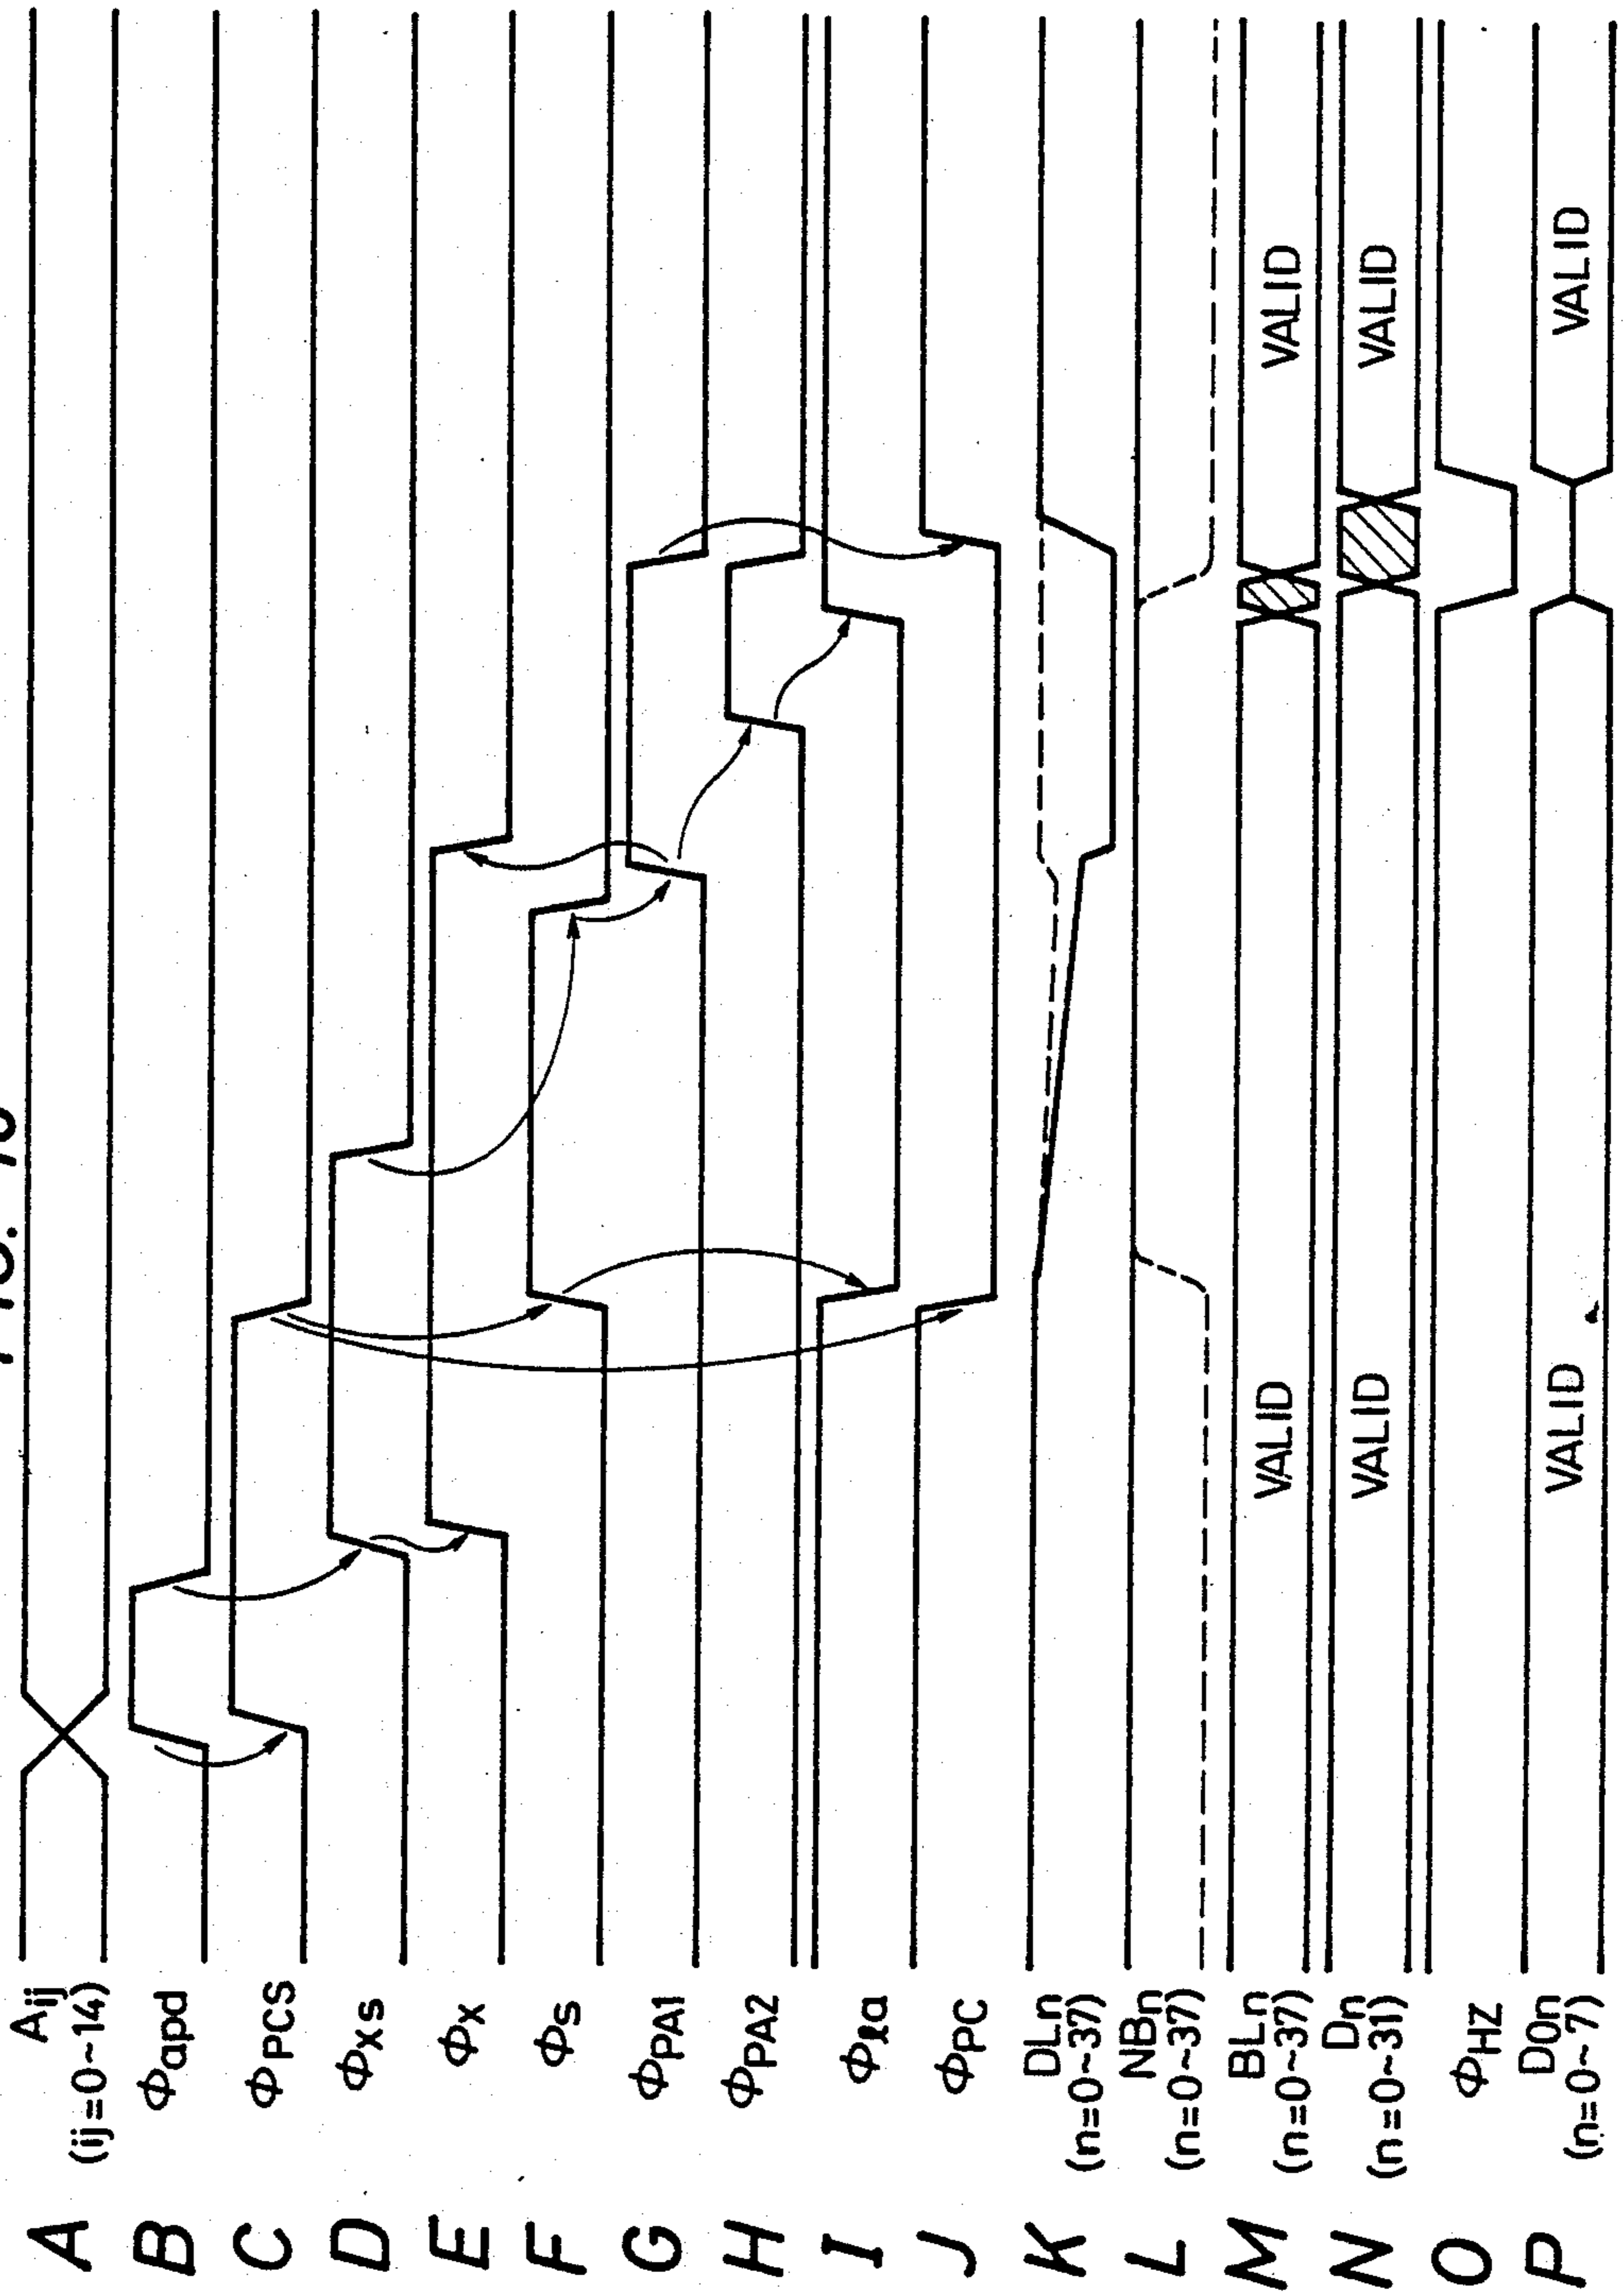 FIG.
A Aij
(ij=0~14)
B Φapd
C ΦPCS
D ΦXs
E ΦX
F Φs
G ΦPA1
H ΦPA2
I Φℓa
J ΦPC
K DLn
(n=0~37)
L NBn
(n=0~37)
M BLn
(n=0~37)
VALID VALID
N Dn
(n=0~31)
VALID VALID
O ΦHZ
P D0n
(n=0~7)
VALID VALID